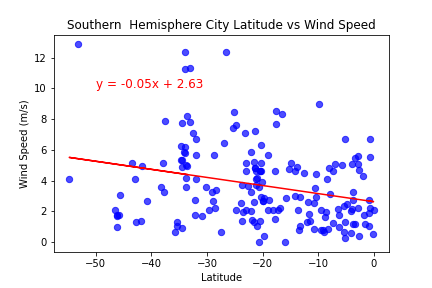 Southern  Hemisphere City Latitude vs Wind Speed
12
10
8
6
4
2
0
Wind Speed (m/s)
y = -0.05x + 2.63
−50 −40 −30 −20 −10 0
Latitude